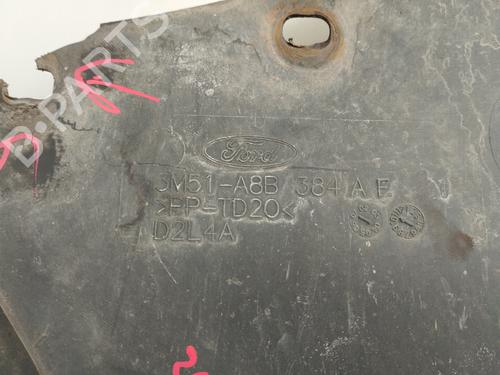 Ford
3M51-A8B 384 A E
>PP-TD20<
D2L4A
D-PARTS